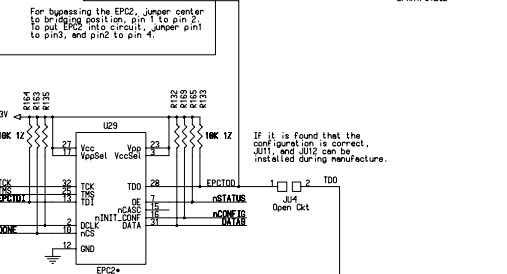 For bypassing the EPC2, jumper center
to bridging position, pin 1 to pin 2.
To put EPC2 into circuit, jumper pin1
to pin3, and pin2 to pin 4.
R164
R163
R135
R132
R169
R165
R133
3V
10K 1%
U29
10K 1%
27 Vcc Vpp 23
17 VppSel VccSel 3
If it is found that the
configuration is correct,
JU11, and JU12 can be
installed during manufacture.
TCK 32 TCK TDO 28 EPCTDO 1 2 TDO
TMS 25 TMS
EPCTDI 13 TDI OE 7 nSTATUS JU4
nCASC 15 Open Ckt
nINIT_CONF 16 nCONFIG
2 DCLK DATA 31 DATA0
DONE 18 nCS
12 GND
EPC2*